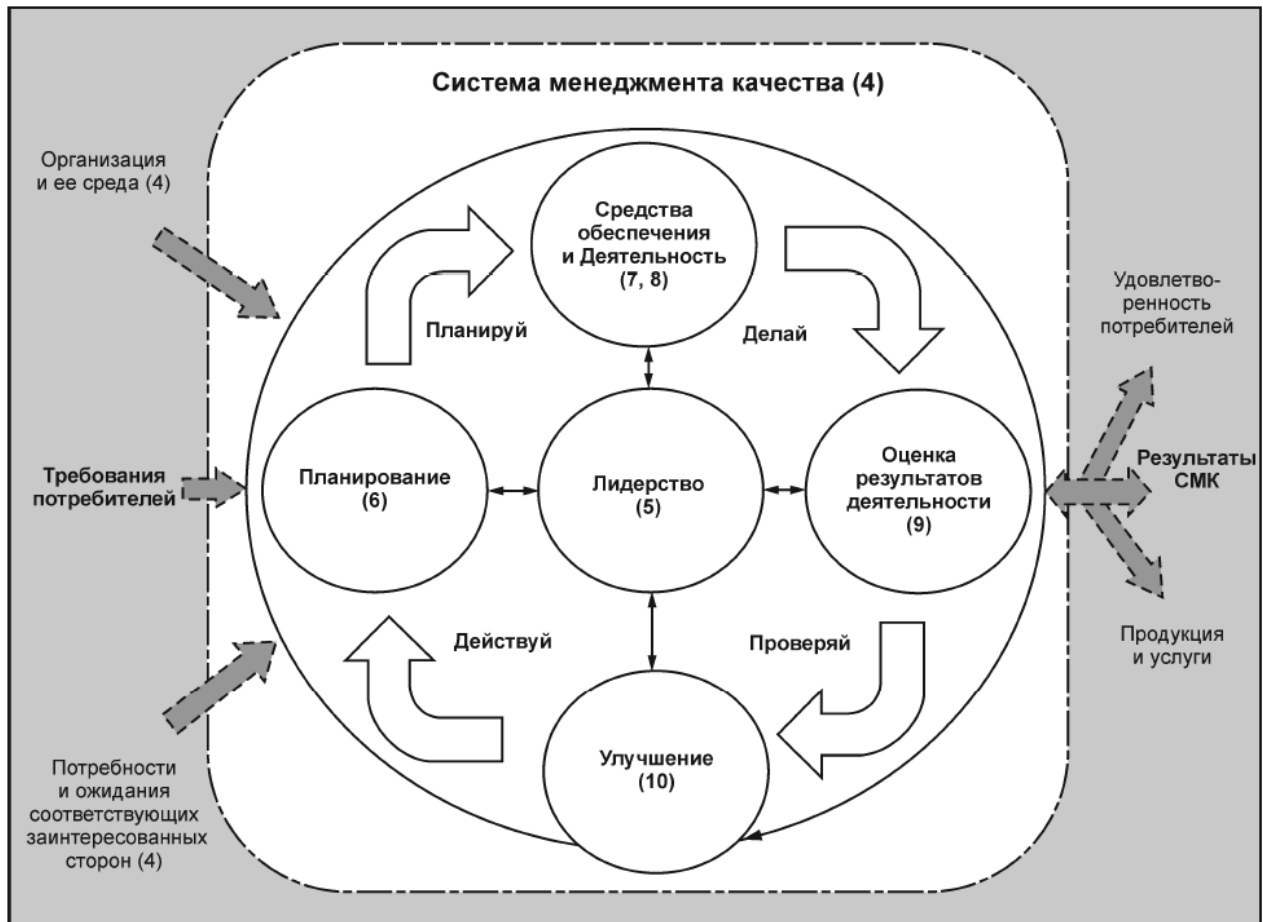 Система менеджмента качества (4)
Организация
и ее среда (4)
Средства
обеспечения
и Деятельность
(7, 8)
Планируй
Делай
Удовлетво-
ренность
потребителей
Требования
потребителей
Планирование
(6)
Лидерство
(5)
Оценка
результатов
деятельности
(9)
Результаты
СМК
Действуй
Проверяй
Продукция
и услуги
Улучшение
(10)
Потребности
и ожидания
соответствующих
заинтересованных
сторон (4)